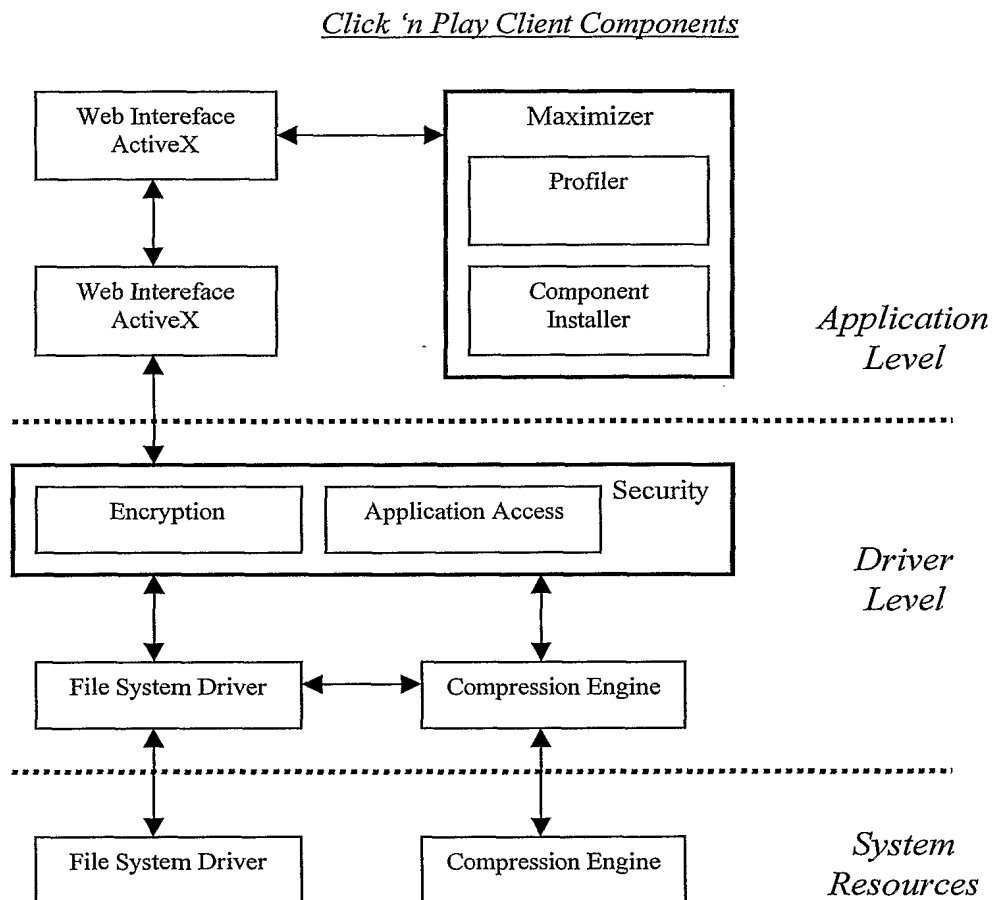 Click ‘n Play Client Components
Web Intereface
ActiveX
Maximizer
Profiler
Web Intereface
ActiveX
Component
Installer
Application
Level
Security
Encryption
Application Access
Driver
Level
File System Driver
Compression Engine
File System Driver
Compression Engine
System
Resources